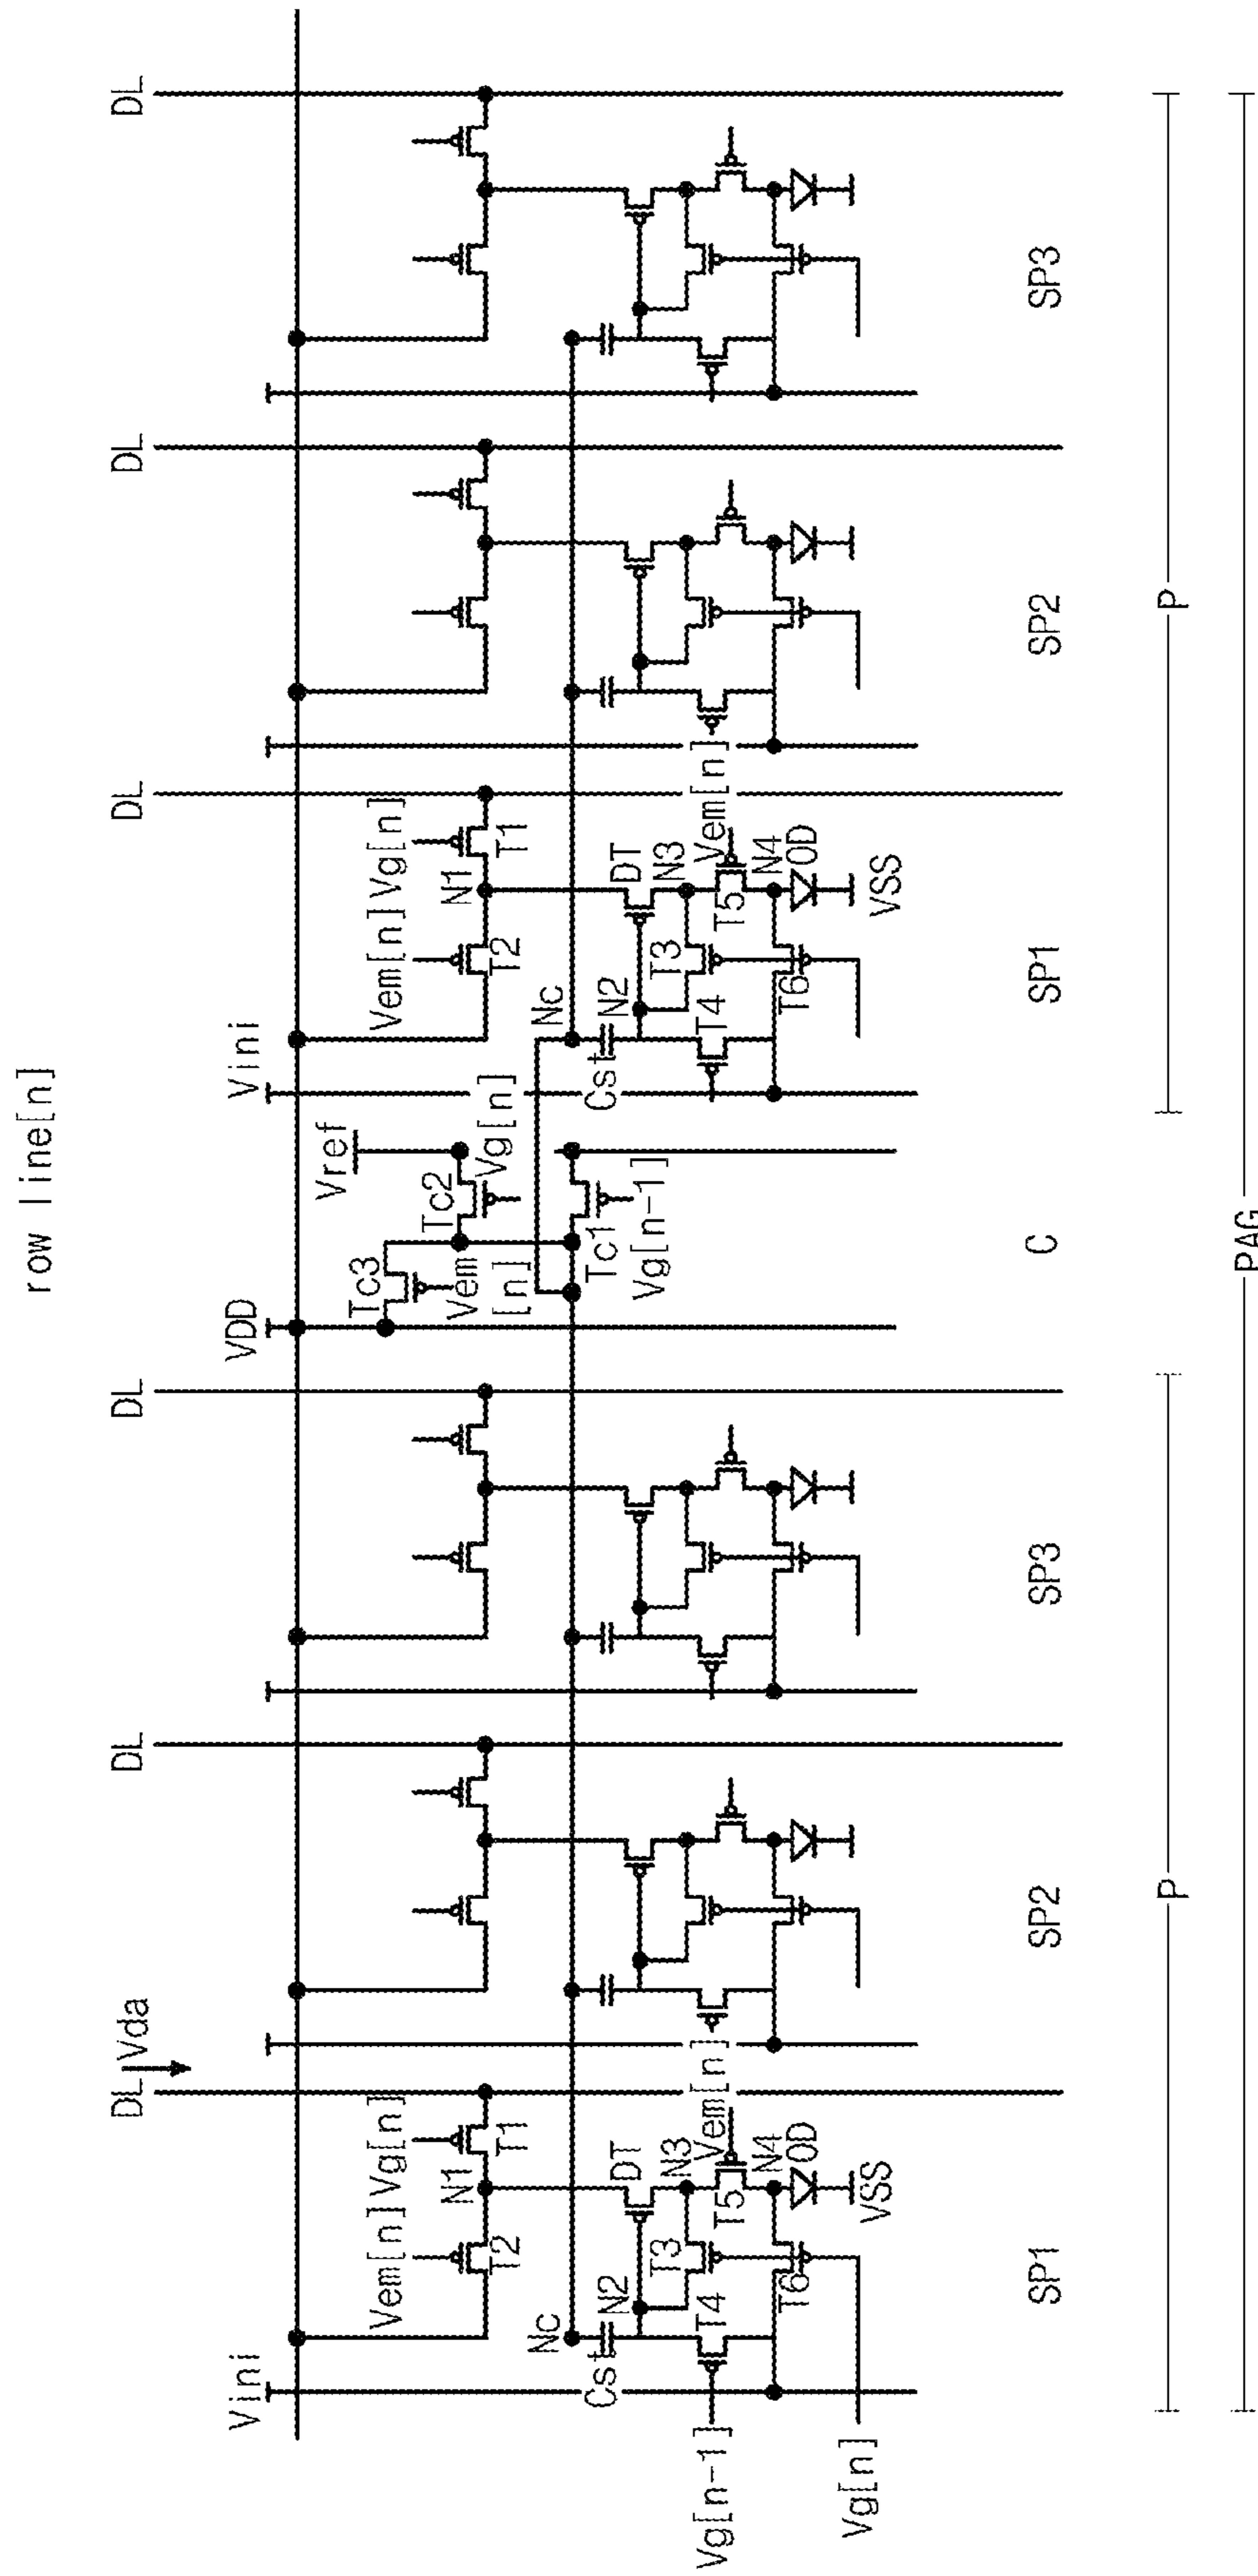 row line[n]
DL Vda
DL
DL
DL
DL
DL
Vini
VDD
Vref
Vini
Vem[n] Vg[n]
T2
N1
T1
Tc3
Vem
[n]
Tc2
Vg[n]
Tc1
Vg[n-1]
Vem[n] Vg[n]
T2
N1
T1
Nc
Cst
N2
DT
T3
N3
T4
T5
Vem[n]
N4
OD
T6
VSS
Vg[n-1]
Vg[n]
Nc
Cst
N2
DT
T3
N3
T4
T5
Vem[n]
N4
OD
T6
VSS
SP1
SP2
SP3
C
SP1
SP2
SP3
P
P
PAG